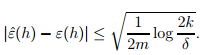 |ε̂(h) − ε(h)| ≤ √(1/2m log 2k/δ).